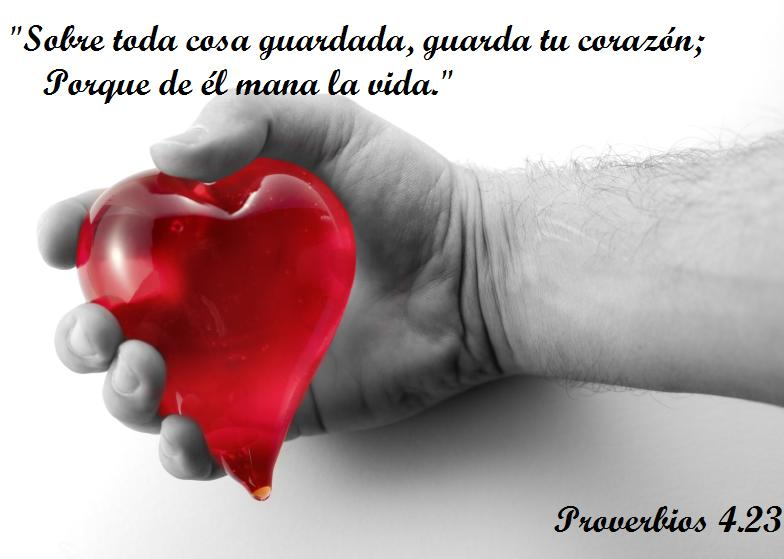 "Sobre toda cosa guardada, guarda tu corazón;
Porque de él mana la vida."
Proverbios 4.23